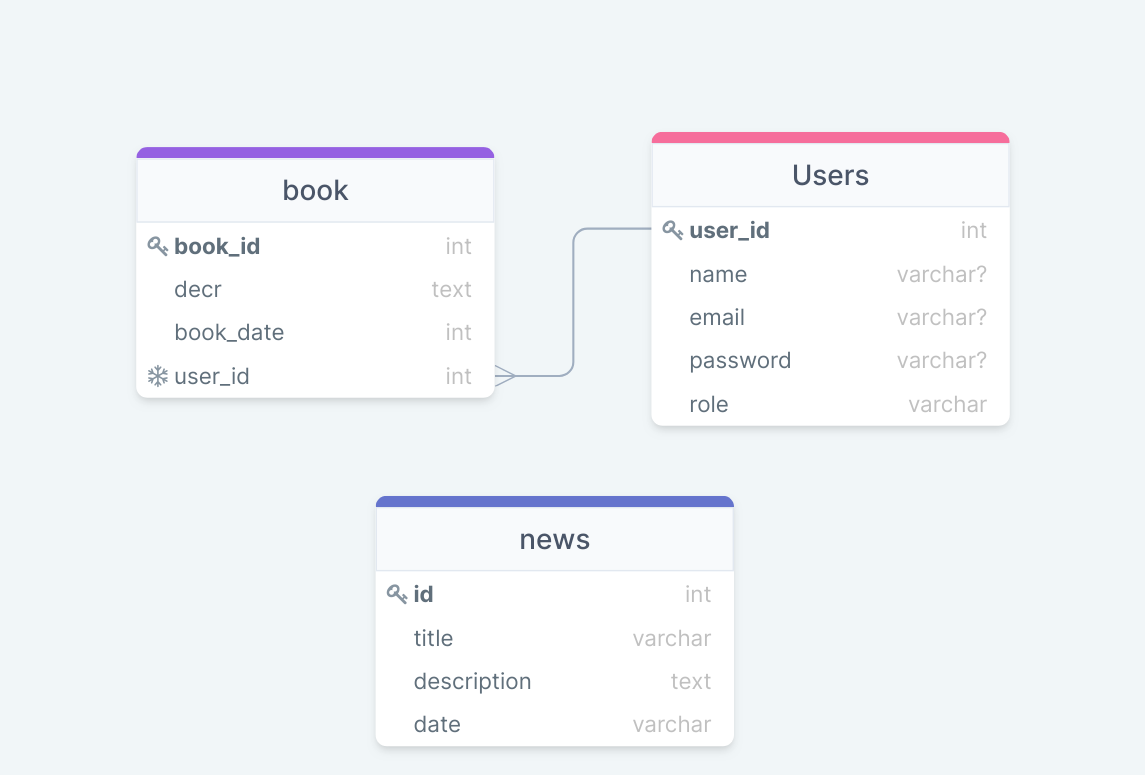 book
book_id int
decr text
book_date int
user_id int
Users
user_id int
name varchar?
email varchar?
password varchar?
role varchar
news
id int
title varchar
description text
date varchar